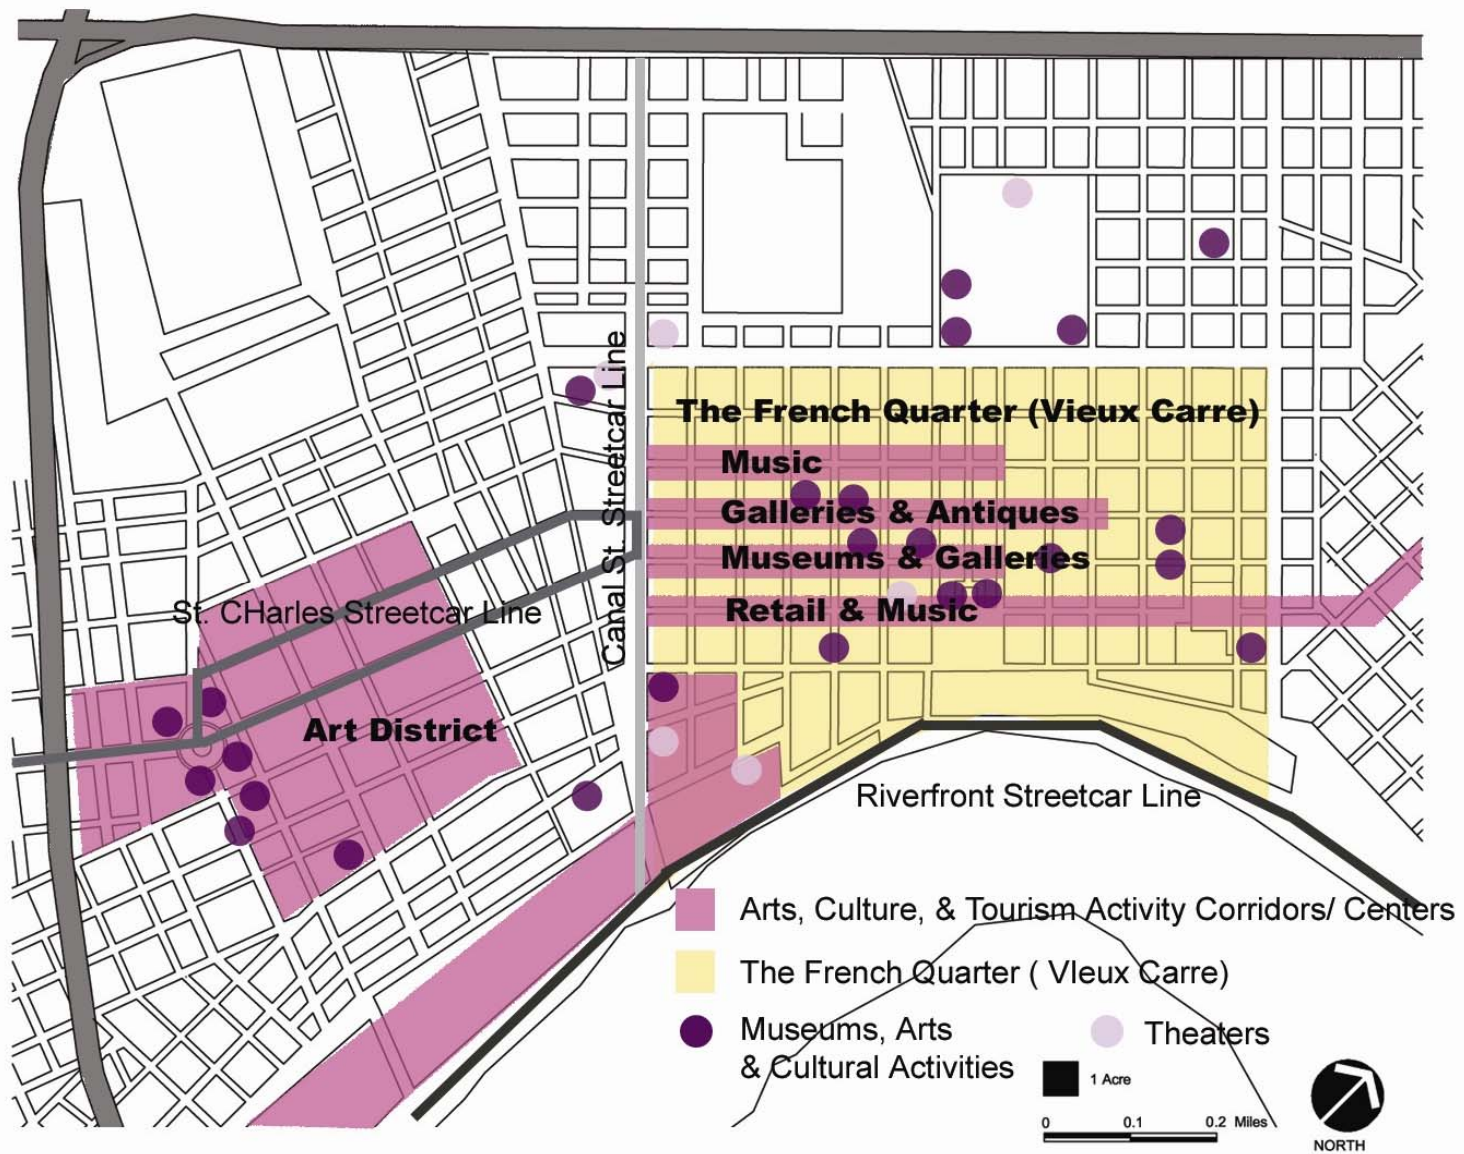 The French Quarter (Vieux Carre)
Music
Galleries & Antiques
Museums & Galleries
Retail & Music
Canal St. Streetcar Line
St. CHarles Streetcar Line
Art District
Riverfront Streetcar Line
Arts, Culture, & Tourism Activity Corridors/ Centers
The French Quarter ( VIeux Carre)
Museums, Arts
& Cultural Activities
Theaters
1 Acre
0 0.1 0.2 Miles
NORTH